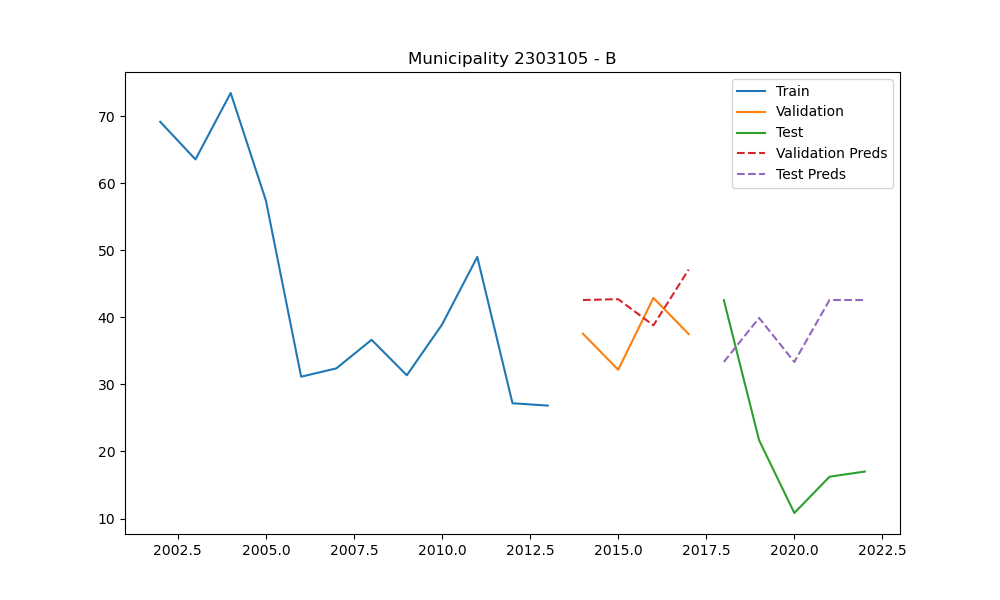 Municipality 2303105 - B
Train
Validation
Test
Validation Preds
Test Preds
70
60
50
40
30
20
10
2002.5 2005.0 2007.5 2010.0 2012.5 2015.0 2017.5 2020.0 2022.5